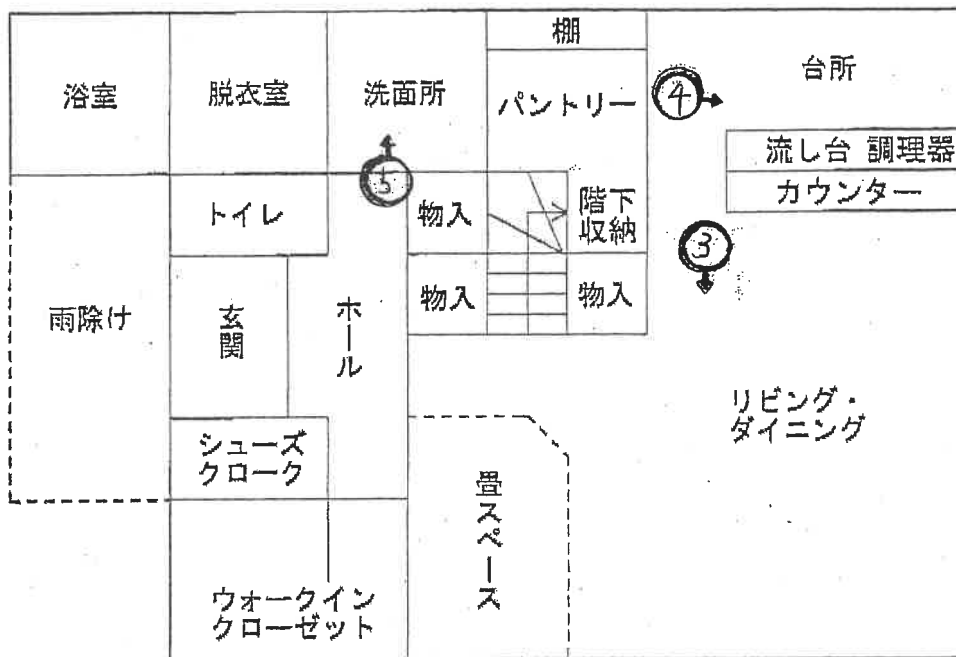 棚
浴室
脱衣室
洗面所
パントリー
④
台所
流し台 調理器
カウンター
トイレ
⑤
物入
階下
収納
③
雨除け
玄関
ホール
物入
物入
リビング・
ダイニング
シューズ
クローク
畳スペース
ウォークイン
クローゼット